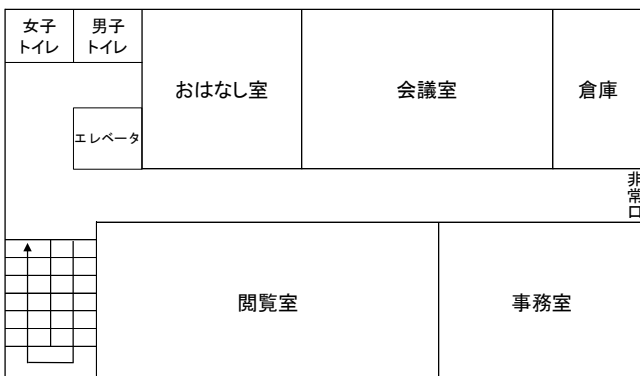 女子
トイレ
男子
トイレ
おはなし室
会議室
倉庫
エレベータ
非常口
閲覧室
事務室